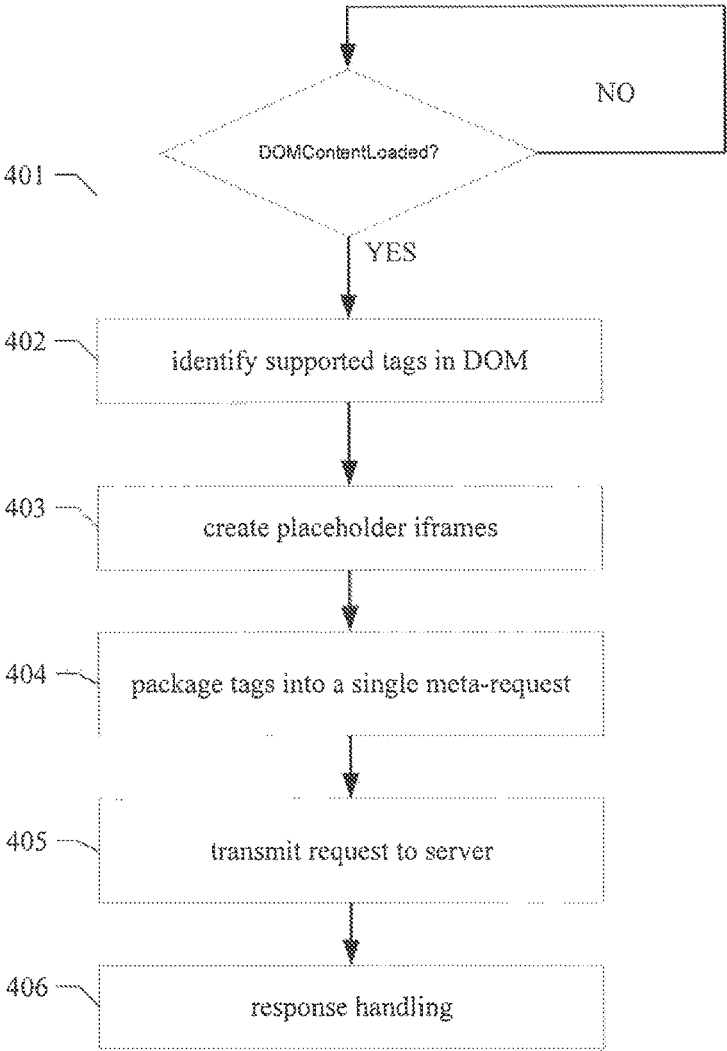 NO
DOMContentLoaded?
401
YES
402
identify supported tags in DOM
403
create placeholder iframes
404
package tags into a single meta-request
405
transmit request to server
406
response handling